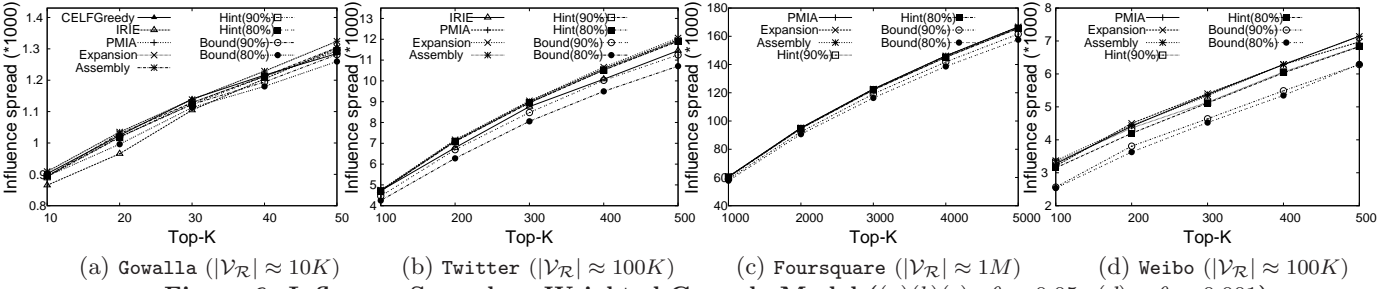 CELFGreedy
IRIE
PMIA
Expansion
Assembly
Hint(90%)
Hint(80%)
Bound(90%)
Bound(80%)
Influence spread (*1000)
1.4
1.3
1.2
1.1
1
0.9
0.8
10 20 30 40 50
Top-K
(a) Gowalla (|V_R| ≈ 10K)
IRIE
PMIA
Expansion
Assembly
Hint(90%)
Hint(80%)
Bound(90%)
Bound(80%)
Influence spread (*1000)
13
12
11
10
9
8
7
6
5
4
100 200 300 400 500
Top-K
(b) Twitter (|V_R| ≈ 100K)
PMIA
Expansion
Assembly
Hint(90%)
Hint(80%)
Bound(90%)
Bound(80%)
Influence spread (*1000)
180
160
140
120
100
80
60
40
1000 2000 3000 4000 5000
Top-K
(c) Foursquare (|V_R| ≈ 1M)
PMIA
Expansion
Assembly
Hint(90%)
Hint(80%)
Bound(90%)
Bound(80%)
Influence spread (*1000)
8
7
6
5
4
3
2
100 200 300 400 500
Top-K
(d) Weibo (|V_R| ≈ 100K)